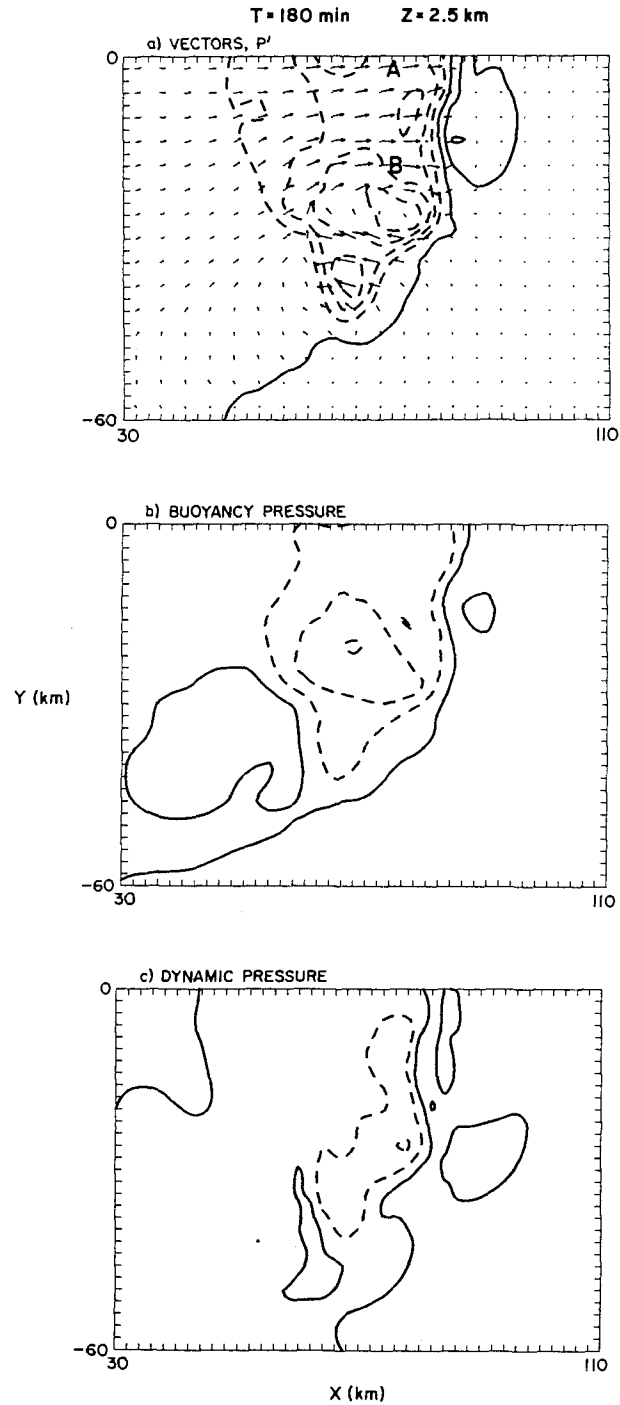 T = 180 min Z = 2.5 km
a) VECTORS, P'
0
A
B
-60
30 110
b) BUOYANCY PRESSURE
0
Y (km)
-60
30 110
c) DYNAMIC PRESSURE
0
-60
30 110
X (km)